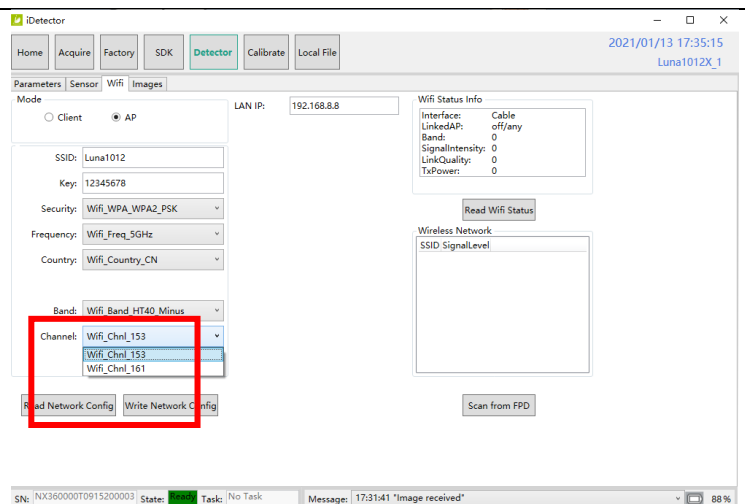 iDetector
Home Acquire Factory SDK Detector Calibrate Local File
2021/01/13 17:35:15
Luna1012X_1
Parameters Sensor Wifi Images
Mode
Client AP
LAN IP: 192.168.8.8
SSID: Luna1012
Key: 12345678
Security: Wifi_WPA_WPA2_PSK
Frequency: Wifi_Freq_5GHz
Country: Wifi_Country_CN
Band: Wifi_Band_HT40_Minus
Channel: Wifi_Chnl_153
Wifi_Chnl_153
Wifi_Chnl_161
Read Network Config Write Network Config
Wifi Status Info
Interface: Cable
LinkedAP: off/any
Band: 0
SignalIntensity: 0
LinkQuality: 0
TxPower: 0
Read Wifi Status
Wireless Network
SSID SignalLevel
Scan from FPD
SN: NX360000T0915200003 State: Ready Task: No Task Message: 17:31:41 "Image received" 88%